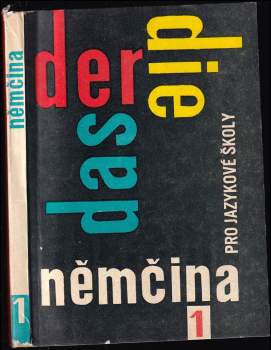 němčina
1
der
die
das
PRO JAZYKOVÉ ŠKOLY
němčina
1